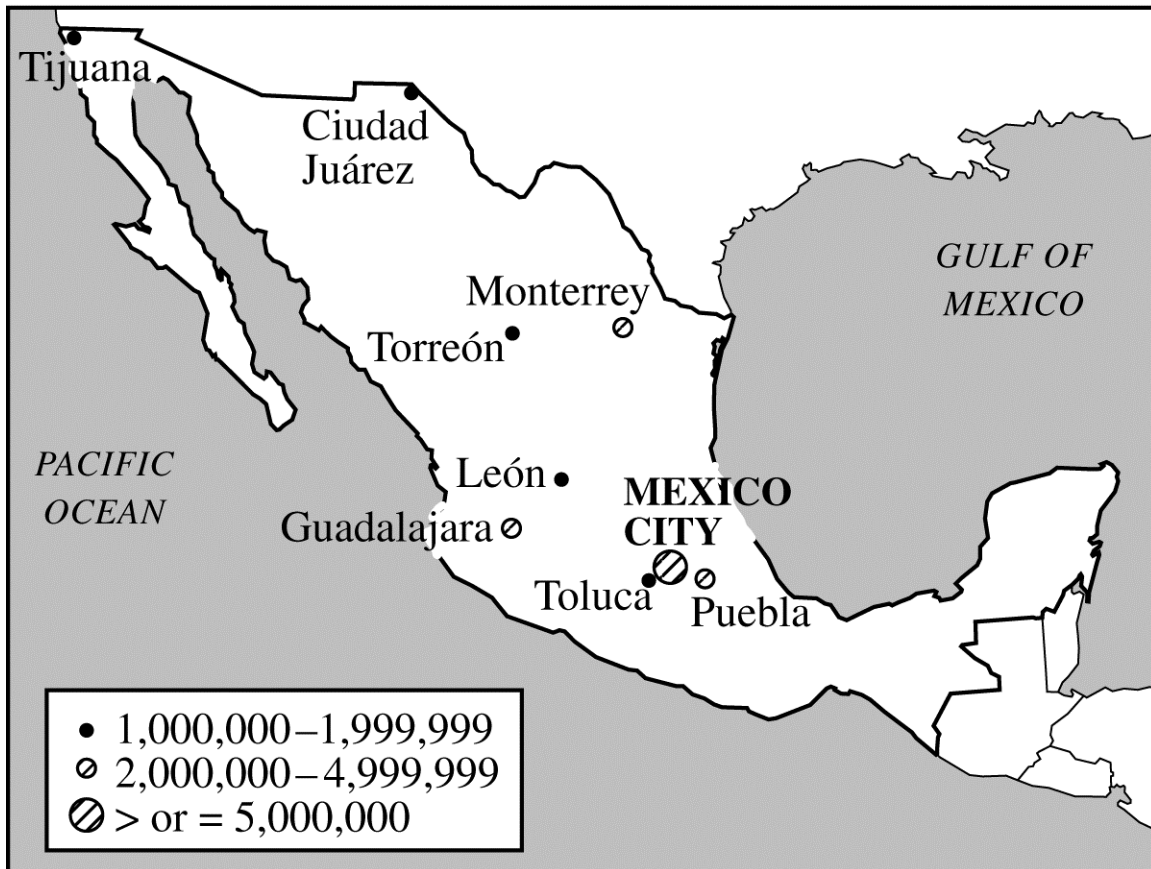 Tijuana
Ciudad
Juárez
GULF OF
MEXICO
Monterrey
Torreón
PACIFIC
OCEAN
León
MEXICO
CITY
Guadalajara
Toluca
Puebla
1,000,000–1,999,999
2,000,000–4,999,999
> or = 5,000,000